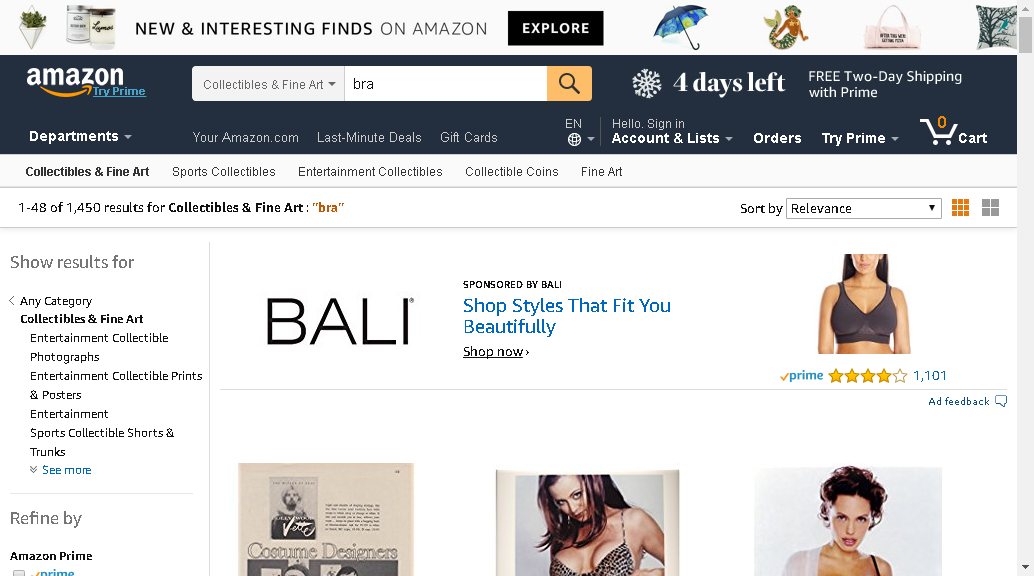 NEW & INTERESTING FINDS ON AMAZON
EXPLORE
amazon
Try Prime
Collectibles & Fine Art
bra
4 days left
FREE Two-Day Shipping
with Prime
Departments
Your Amazon.com
Last-Minute Deals
Gift Cards
EN
Hello. Sign in
Account & Lists
Orders
Try Prime
0
Cart
Collectibles & Fine Art
Sports Collectibles
Entertainment Collectibles
Collectible Coins
Fine Art
1-48 of 1,450 results for Collectibles & Fine Art : "bra"
Sort by
Relevance
Show results for
Any Category
Collectibles & Fine Art
Entertainment Collectible
Photographs
Entertainment Collectible Prints
& Posters
Entertainment
Sports Collectible Shorts &
Trunks
See more
Refine by
Amazon Prime
prime
BALI®
SPONSORED BY BALI
Shop Styles That Fit You
Beautifully
Shop now ›
prime
1,101
Ad feedback
Costume Designers